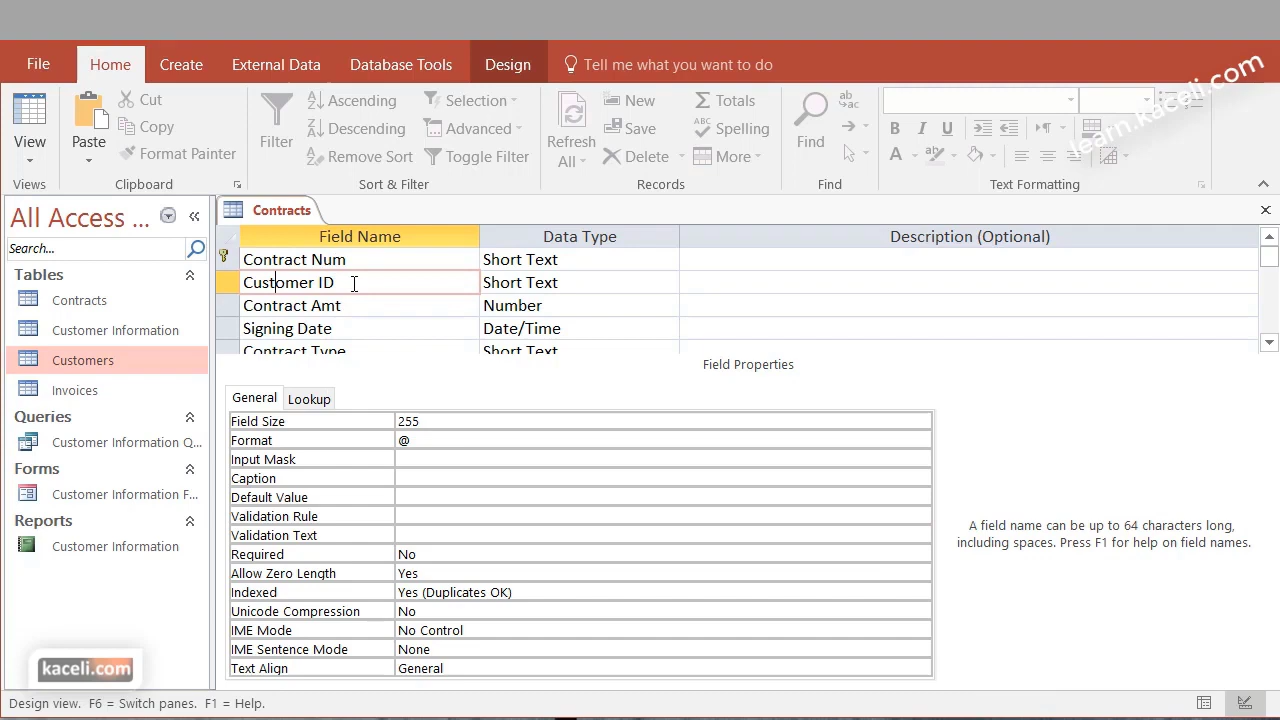 File Home Create External Data Database Tools Design Tell me what you want to do
learn.kaceli.com
View Paste Cut Copy Format Painter Filter Ascending Descending Remove Sort Selection Advanced Toggle Filter Refresh All New Save Delete Totals Spelling More Find
Views Clipboard Sort & Filter Records Find Text Formatting
All Access ...
Search...
Tables
Contracts
Customer Information
Customers
Invoices
Queries
Customer Information Q...
Forms
Customer Information F...
Reports
Customer Information
Contracts
Field Name Data Type Description (Optional)
Contract Num Short Text
Customer ID Short Text
Contract Amt Number
Signing Date Date/Time
Contract Type Short Text
Field Properties
General Lookup
Field Size 255
Format @
Input Mask
Caption
Default Value
Validation Rule
Validation Text
Required No
Allow Zero Length Yes
Indexed Yes (Duplicates OK)
Unicode Compression No
IME Mode No Control
IME Sentence Mode None
Text Align General
A field name can be up to 64 characters long,
including spaces. Press F1 for help on field names.
kaceli.com
Design view. F6 = Switch panes. F1 = Help.